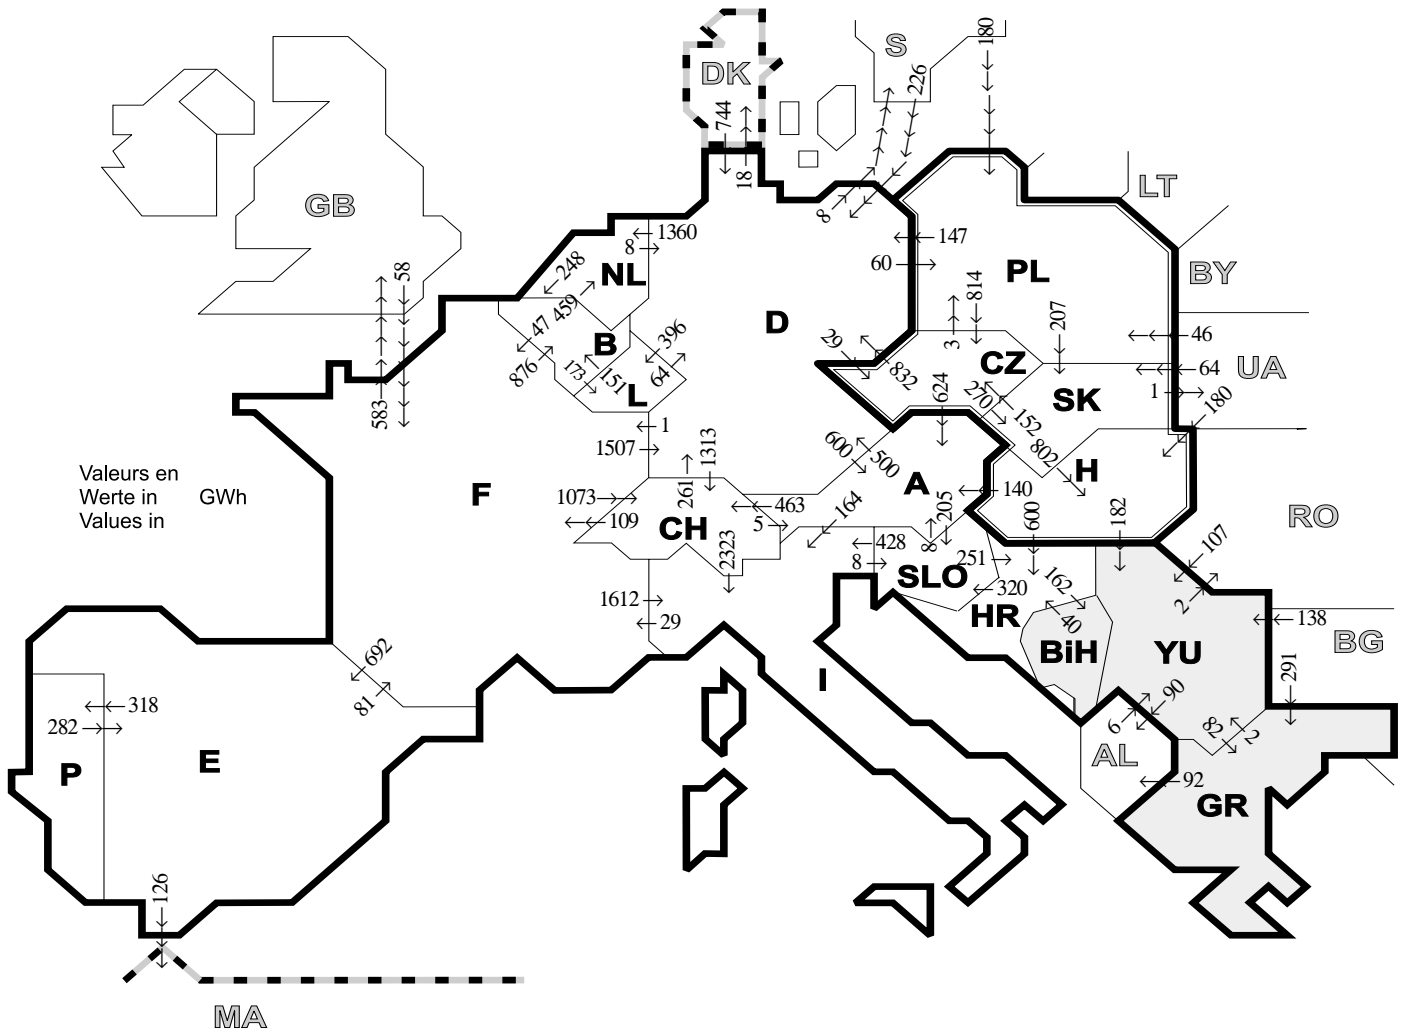 S
180
DK
226
744
18
8
LT
GB
1360
8
248
NL
147
60
PL
BY
58
459
814
207
47
D
3
46
B
396
29
876
173
151
64
832
CZ
64
UA
L
624
270
SK
1
180
583
152
1
1313
600
500
802
1507
H
Valeurs en
Werte in
Values in
GWh
F
1073
109
261
463
A
140
CH
5
164
205
600
182
RO
428
8
107
2323
8
251
SLO
320
162
1612
HR
40
2
138
29
BiH
YU
BG
692
I
291
81
318
282
6
90
82
2
P
E
AL
92
GR
126
MA